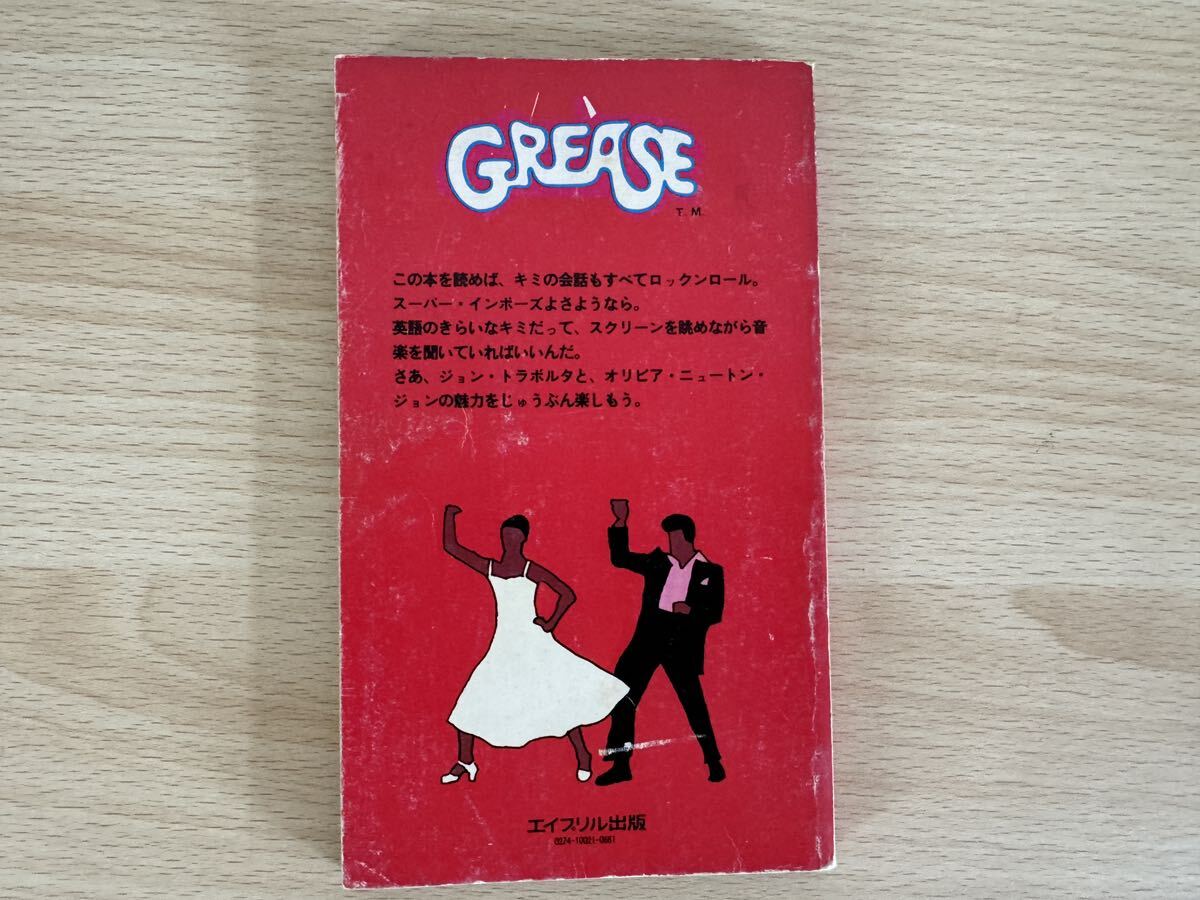 GREASE
T. M.
この本を読めば、キミの会話もすべてロックンロール。
スーパー・インポーズよさようなら。
英語のきらいなキミだって、スクリーンを眺めながら音
楽を聞いていればいいんだ。
さあ、ジョン・トラボルタと、オリビア・ニュートン・
ジョンの魅力をじゅうぶん楽しもう。
エイプリル出版
0274-10021-0661